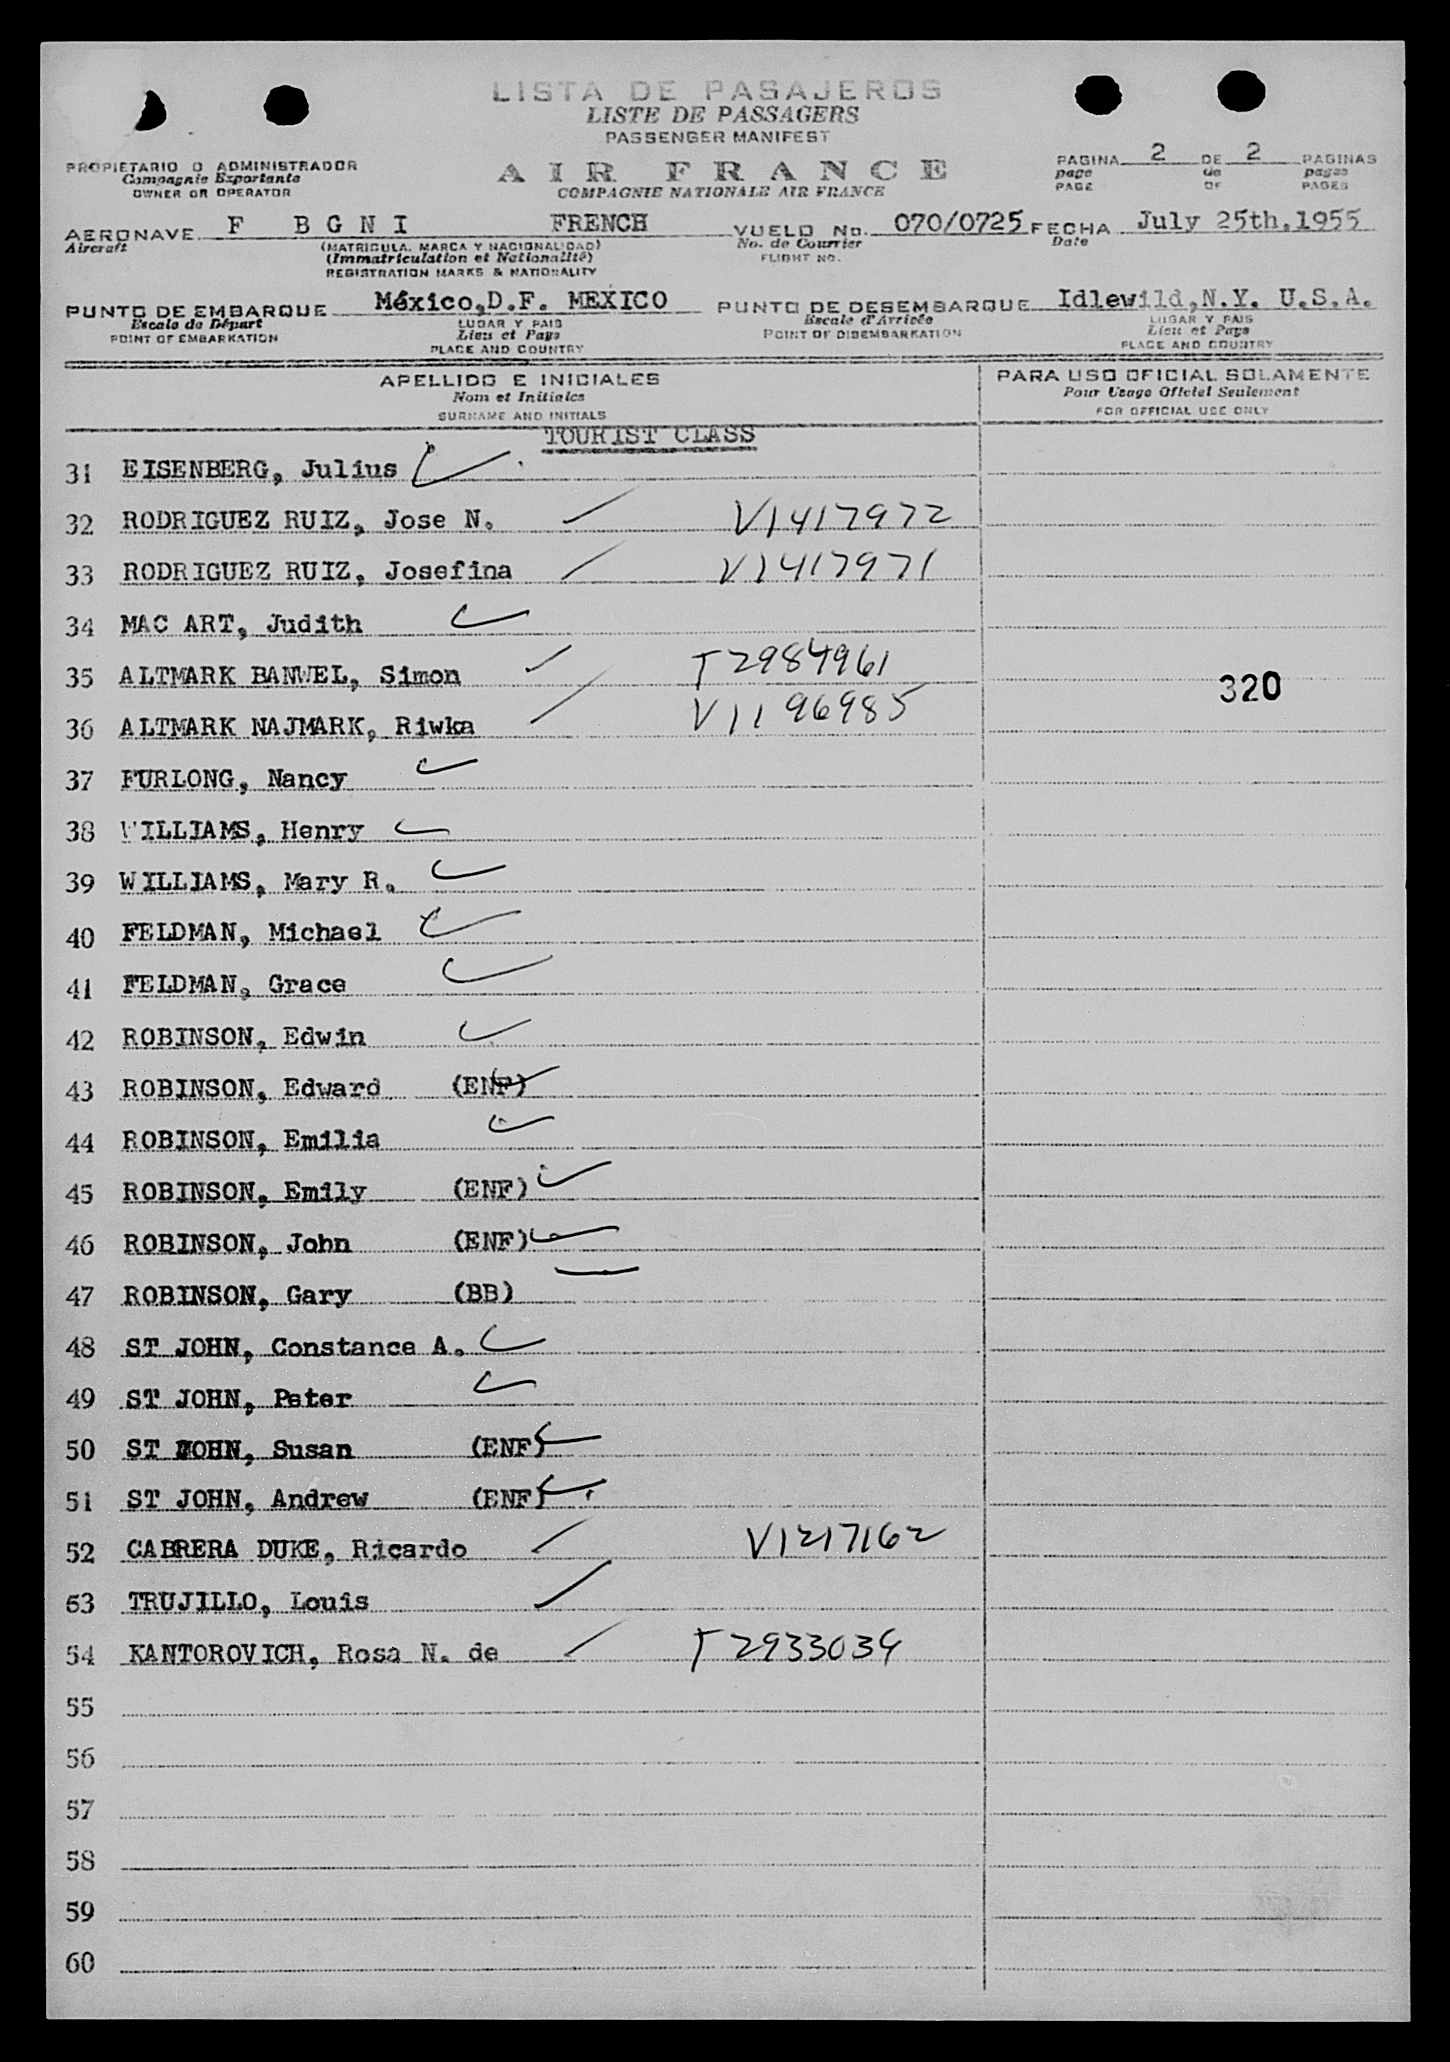 LISTA DE PASAJEROS
LISTE DE PASSAGERS
PASSENGER MANIFEST
PROPIETARIO O ADMINISTRADOR
Compagnie Exportante
OWNER OR OPERATOR
AIR FRANCE
COMPAGNIE NATIONALE AIR FRANCE
PAGINA 2 DE 2 PAGINAS
page de pages
PAGE OF PAGES
AERONAVE F BGNI FRENCH VUELO No. 070/0725 FECHA July 25th.1955
Aircraft (MATRICULA. MARCA Y NACIONALIDAD) No. de Courrier Date
(Immatriculation et Nationalité) FLIGHT NO.
REGISTRATION MARKS & NATIONALITY
PUNTO DE EMBARQUE México,D.F. MEXICO PUNTO DE DESEMBARQUE Idlewild,N.Y. U.S.A.
Escale de Départ LUGAR Y PAIS Escale d'Arrivée LUGAR Y PAIS
POINT OF EMBARKATION Lieu et Pays POINT OF DISEMBARKATION Lieu et Pays
PLACE AND COUNTRY PLACE AND COUNTRY
APELLIDO E INICIALES PARA USO OFICIAL SOLAMENTE
Nom et Initiales Pour Usage Officiel Seulement
SURNAME AND INITIALS FOR OFFICIAL USE ONLY
TOURIST CLASS
31 EISENBERG, Julius
32 RODRIGUEZ RUIZ, Jose N. V1417972
33 RODRIGUEZ RUIZ, Josefina V1417971
34 MAC ART, Judith
35 ALTMARK BANWEL, Simon T2984961
320
36 ALTMARK NAJMARK, Riwka V1196985
37 FURLONG, Nancy
38 WILLIAMS, Henry
39 WILLIAMS, Mary R.
40 FELDMAN, Michael
41 FELDMAN, Grace
42 ROBINSON, Edwin
43 ROBINSON, Edward (ENF)
44 ROBINSON, Emilia
45 ROBINSON, Emily (ENF)
46 ROBINSON, John (ENF)
47 ROBINSON, Gary (BB)
48 ST JOHN, Constance A.
49 ST JOHN, Peter
50 ST JOHN, Susan (ENF)
51 ST JOHN, Andrew (ENF)
52 CABRERA DUKE, Ricardo V1217162
53 TRUJILLO, Louis
54 KANTOROVICH, Rosa N. de T2933039
55
56
57
58
59
60